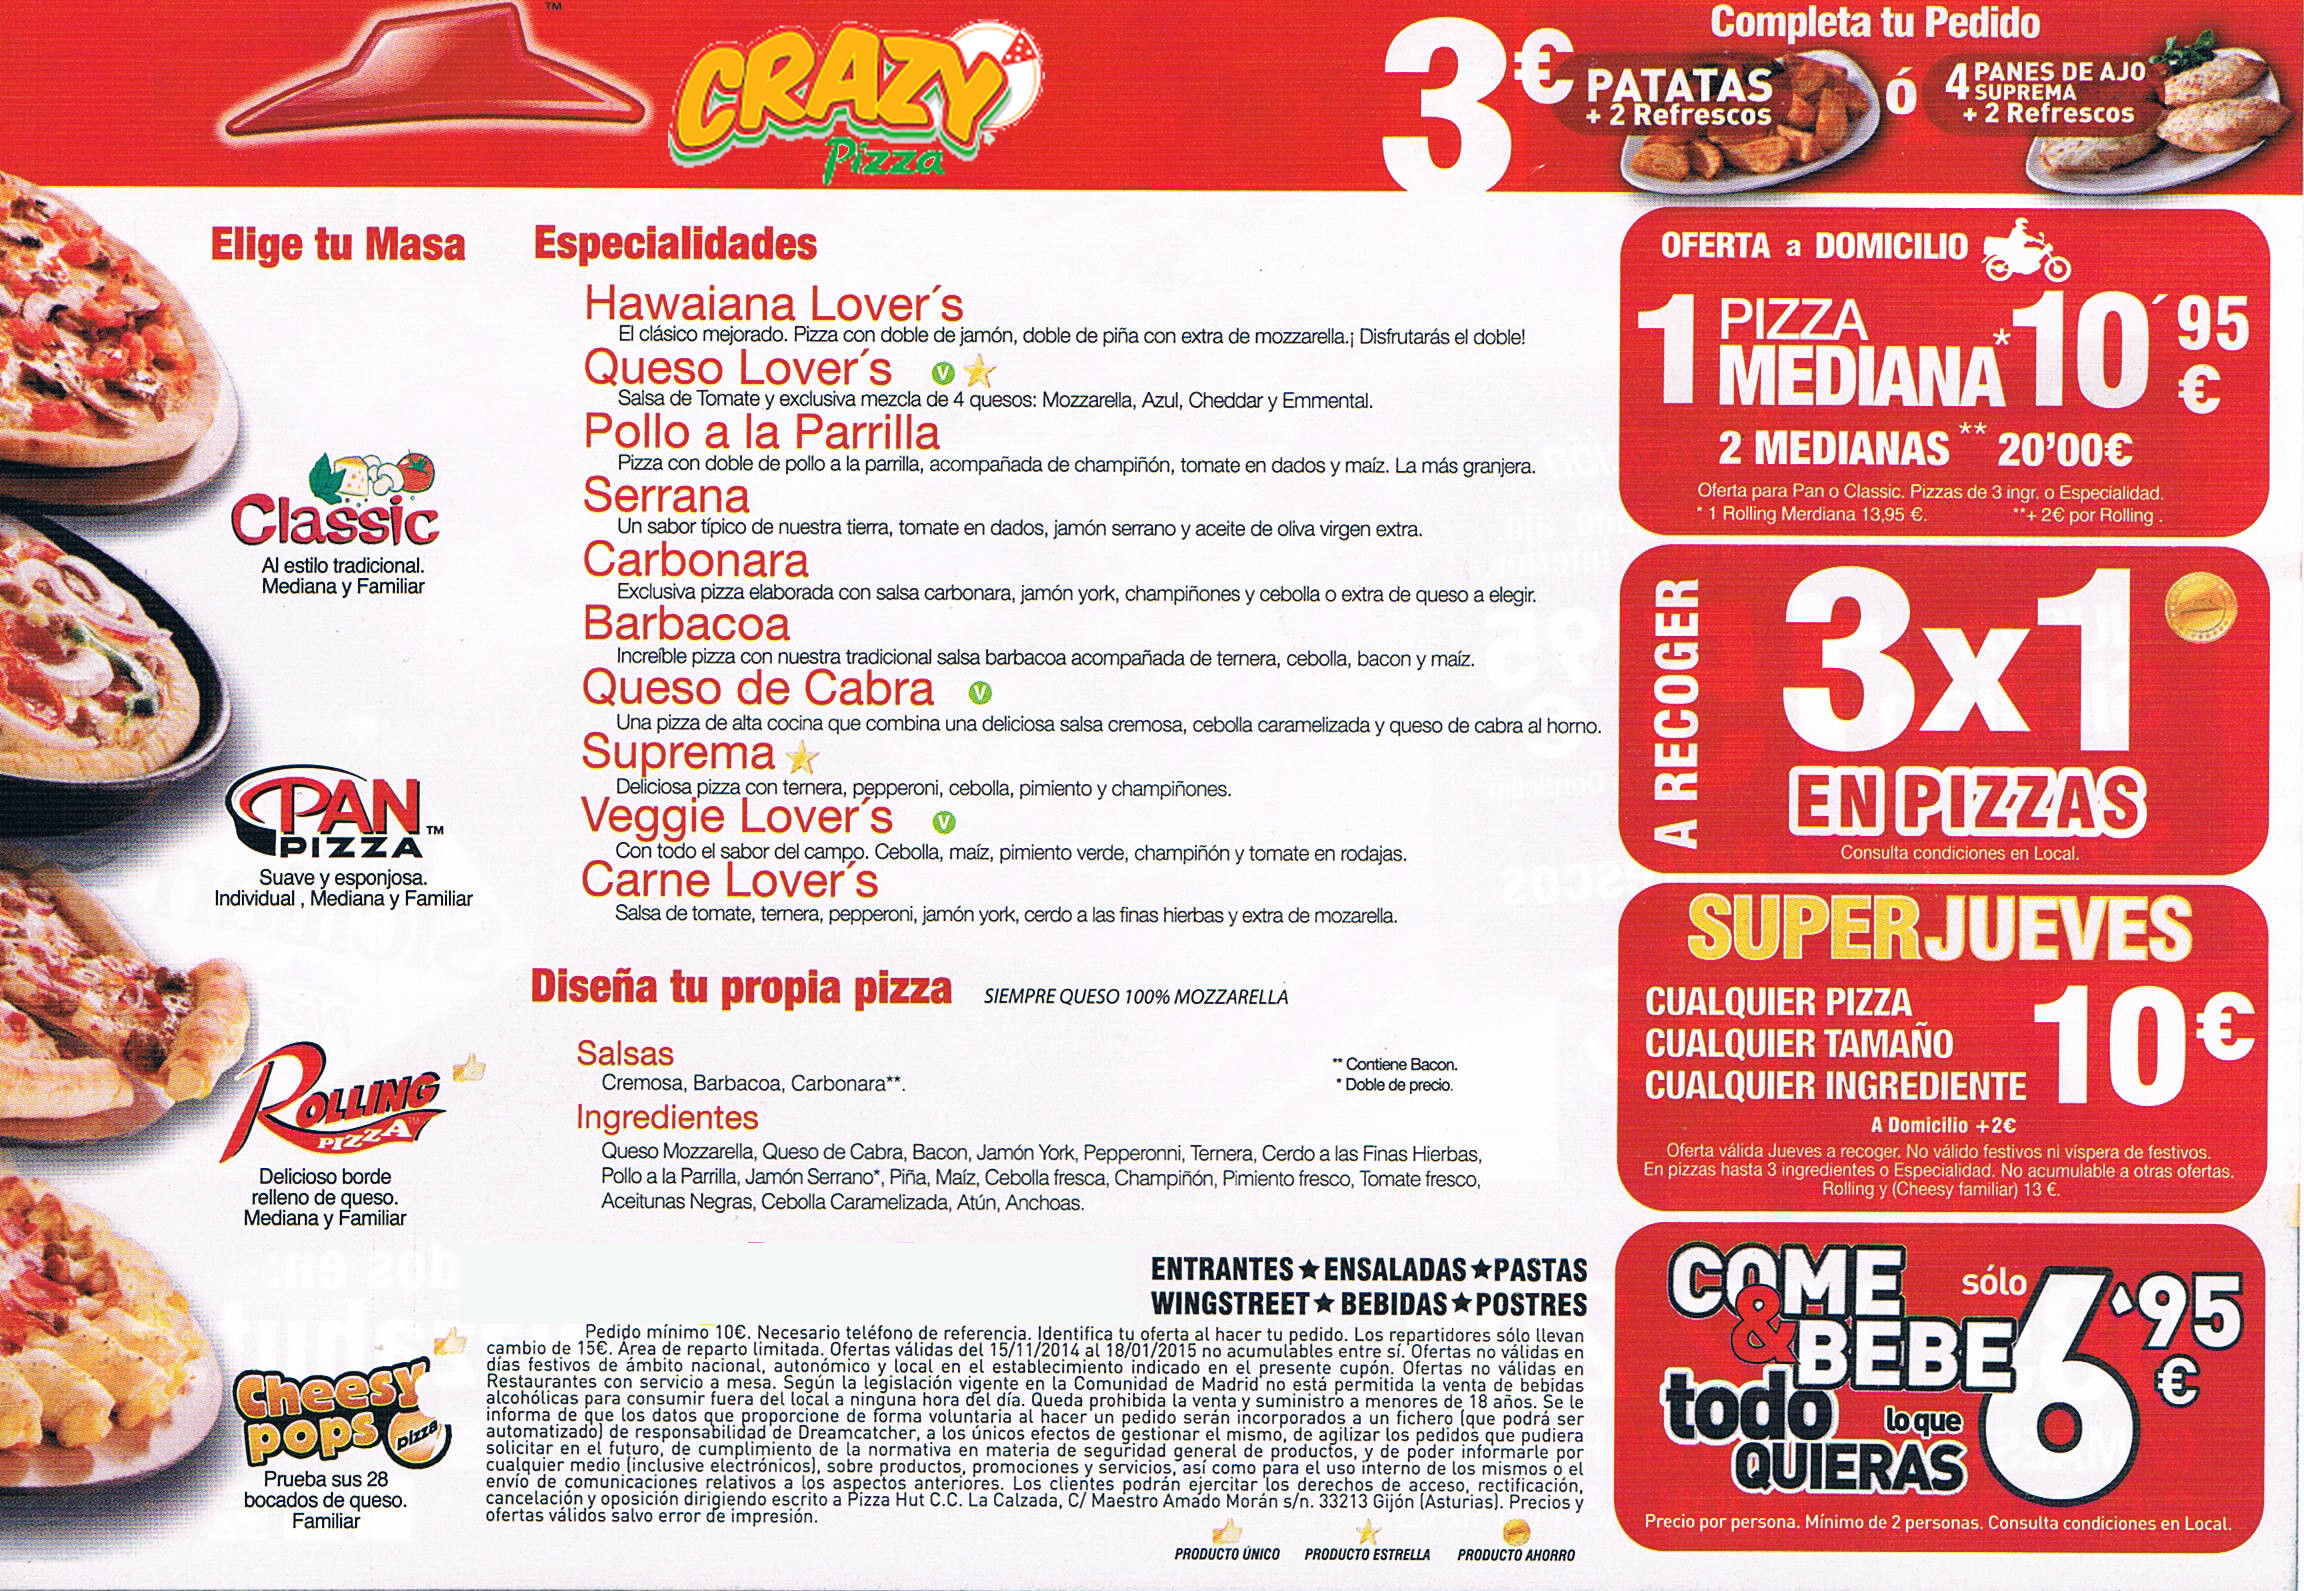 ™
CRAZY
Pizza
3€
Completa tu Pedido
PATATAS
+ 2 Refrescos
ó
4 PANES DE AJO
SUPREMA
+ 2 Refrescos
Elige tu Masa
Classic
Al estilo tradicional.
Mediana y Familiar
PAN
PIZZA™
Suave y esponjosa.
Individual , Mediana y Familiar
ROLLING
PIZZA™
Delicioso borde
relleno de queso.
Mediana y Familiar
Cheesy
pops
pizza
Prueba sus 28
bocados de queso.
Familiar
Especialidades
Hawaiana Lover´s
El clásico mejorado. Pizza con doble de jamón, doble de piña con extra de mozzarella.¡ Disfrutarás el doble!
Queso Lover´s V
Salsa de Tomate y exclusiva mezcla de 4 quesos: Mozzarella, Azul, Cheddar y Emmental.
Pollo a la Parrilla
Pizza con doble de pollo a la parrilla, acompañada de champiñón, tomate en dados y maíz. La más granjera.
Serrana
Un sabor típico de nuestra tierra, tomate en dados, jamón serrano y aceite de oliva virgen extra.
Carbonara
Exclusiva pizza elaborada con salsa carbonara, jamón york, champiñones y cebolla o extra de queso a elegir.
Barbacoa
Increíble pizza con nuestra tradicional salsa barbacoa acompañada de ternera, cebolla, bacon y maíz.
Queso de Cabra V
Una pizza de alta cocina que combina una deliciosa salsa cremosa, cebolla caramelizada y queso de cabra al horno.
Suprema
Deliciosa pizza con ternera, pepperoni, cebolla, pimiento y champiñones.
Veggie Lover´s V
Con todo el sabor del campo. Cebolla, maíz, pimiento verde, champiñón y tomate en rodajas.
Carne Lover´s
Salsa de tomate, ternera, pepperoni, jamón york, cerdo a las finas hierbas y extra de mozarella.
Diseña tu propia pizza SIEMPRE QUESO 100% MOZZARELLA
Salsas
Cremosa, Barbacoa, Carbonara**.
** Contiene Bacon.
* Doble de precio.
Ingredientes
Queso Mozzarella, Queso de Cabra, Bacon, Jamón York, Pepperonni, Ternera, Cerdo a las Finas Hierbas,
Pollo a la Parrilla, Jamón Serrano*, Piña, Maíz, Cebolla fresca, Champiñón, Pimiento fresco, Tomate fresco,
Aceitunas Negras, Cebolla Caramelizada, Atún, Anchoas.
ENTRANTES★ENSALADAS★PASTAS
WINGSTREET★BEBIDAS★POSTRES
Pedido mínimo 10€. Necesario teléfono de referencia. Identifica tu oferta al hacer tu pedido. Los repartidores sólo llevan
cambio de 15€. Área de reparto limitada. Ofertas válidas del 15/11/2014 al 18/01/2015 no acumulables entre sí. Ofertas no válidas en
días festivos de ámbito nacional, autonómico y local en el establecimiento indicado en el presente cupón. Ofertas no válidas en
Restaurantes con servicio a mesa. Según la legislación vigente en la Comunidad de Madrid no está permitida la venta de bebidas
alcohólicas para consumir fuera del local a ninguna hora del día. Queda prohibida la venta y suministro a menores de 18 años. Se le
informa de que los datos que proporcione de forma voluntaria al hacer un pedido serán incorporados a un fichero (que podrá ser
automatizado) de responsabilidad de Dreamcatcher, a los únicos efectos de gestionar el mismo, de agilizar los pedidos que pudiera
solicitar en el futuro, de cumplimiento de la normativa en materia de seguridad general de productos, y de poder informarle por
cualquier medio (inclusive electrónicos), sobre productos, promociones y servicios, así como para el uso interno de los mismos o el
envío de comunicaciones relativos a los aspectos anteriores. Los clientes podrán ejercitar los derechos de acceso, rectificación,
cancelación y oposición dirigiendo escrito a Pizza Hut C.C. La Calzada, C/ Maestro Amado Morán s/n. 33213 Gijón (Asturias). Precios y
ofertas válidos salvo error de impresión.
PRODUCTO ÚNICO PRODUCTO ESTRELLA PRODUCTO AHORRO
OFERTA a DOMICILIO
1 PIZZA MEDIANA* 10´95€
2 MEDIANAS** 20'00€
Oferta para Pan o Classic. Pizzas de 3 ingr. o Especialidad.
* 1 Rolling Merdiana 13,95 €. **+ 2€ por Rolling .
A RECOGER
3x1
EN PIZZAS
Consulta condiciones en Local.
SUPER JUEVES
CUALQUIER PIZZA
CUALQUIER TAMAÑO
CUALQUIER INGREDIENTE
10€
A Domicilio +2€
Oferta válida Jueves a recoger. No válido festivos ni víspera de festivos.
En pizzas hasta 3 ingredientes o Especialidad. No acumulable a otras ofertas.
Rolling y (Cheesy familiar) 13 €.
COME
& BEBE
todo lo que
QUIERAS
sólo 6'95€
Precio por persona. Mínimo de 2 personas. Consulta condiciones en Local.